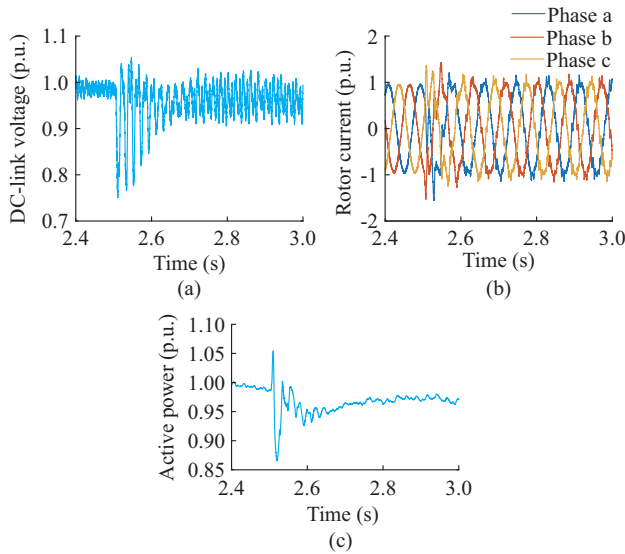 Phase a
Phase b
Phase c
DC-link voltage (p.u.)
1.1
1.0
0.9
0.8
0.7
2.4
2.6
2.8
3.0
Time (s)
(a)
Rotor current (p.u.)
2
1
0
-1
-2
2.4
2.6
2.8
3.0
Time (s)
(b)
Active power (p.u.)
1.10
1.05
1.00
0.95
0.90
0.85
2.4
2.6
2.8
3.0
Time (s)
(c)